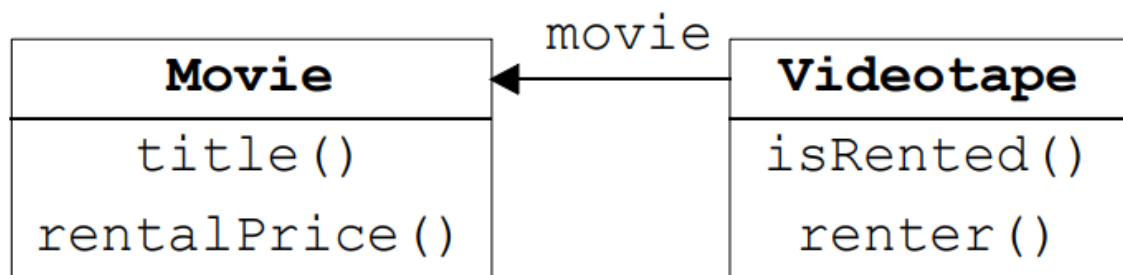 movie
Movie
title()
rentalPrice()
Videotape
isRented()
renter()